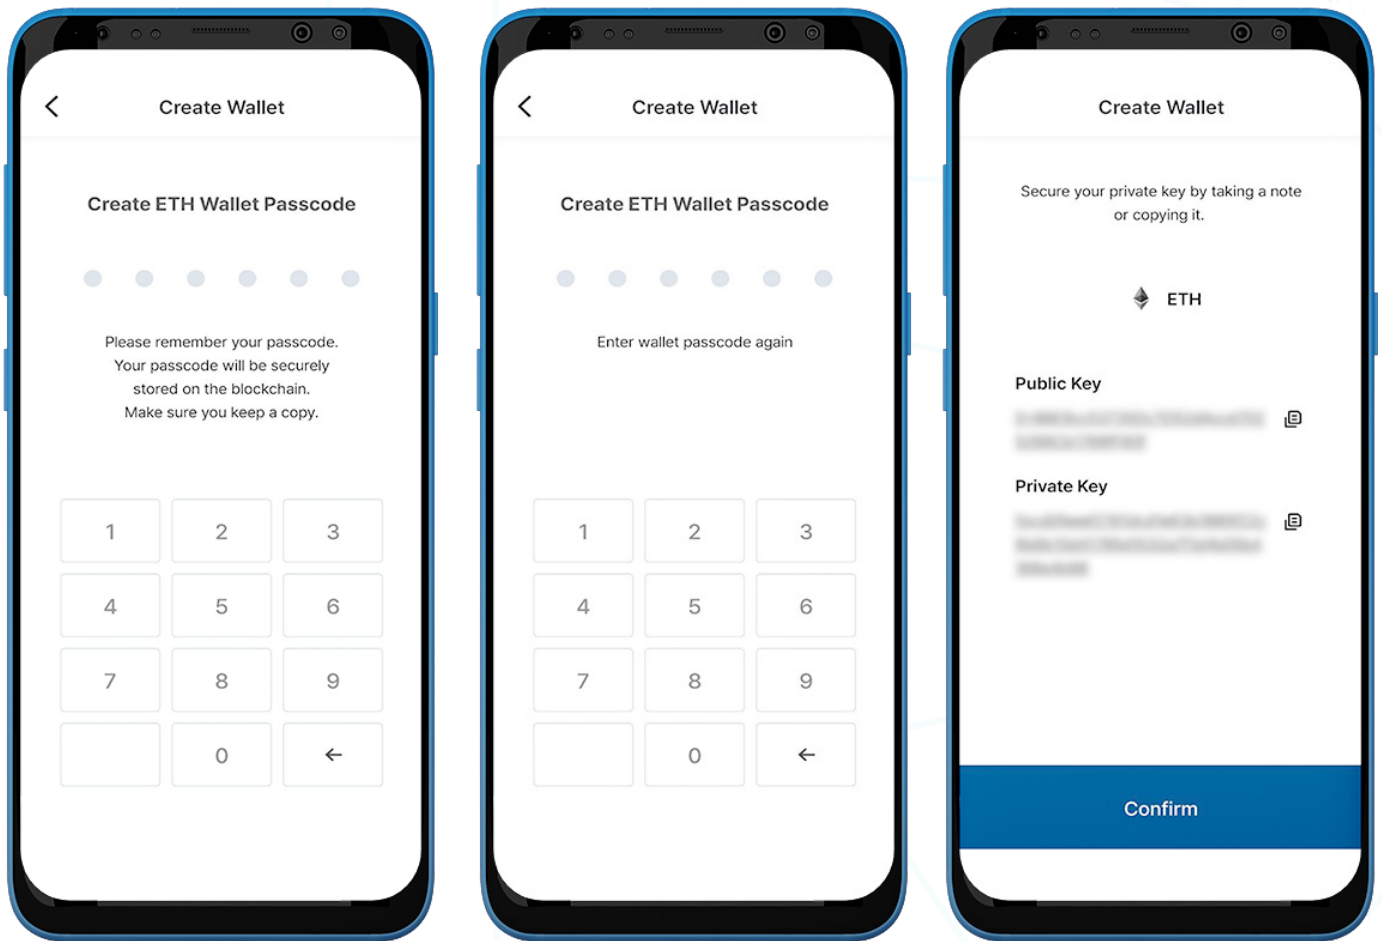 Create Wallet
Create ETH Wallet Passcode
Please remember your passcode.
Your passcode will be securely
stored on the blockchain.
Make sure you keep a copy.
1 2 3
4 5 6
7 8 9
0
Create Wallet
Create ETH Wallet Passcode
Enter wallet passcode again
1 2 3
4 5 6
7 8 9
0
Create Wallet
Secure your private key by taking a note
or copying it.
ETH
Public Key
Private Key
Confirm